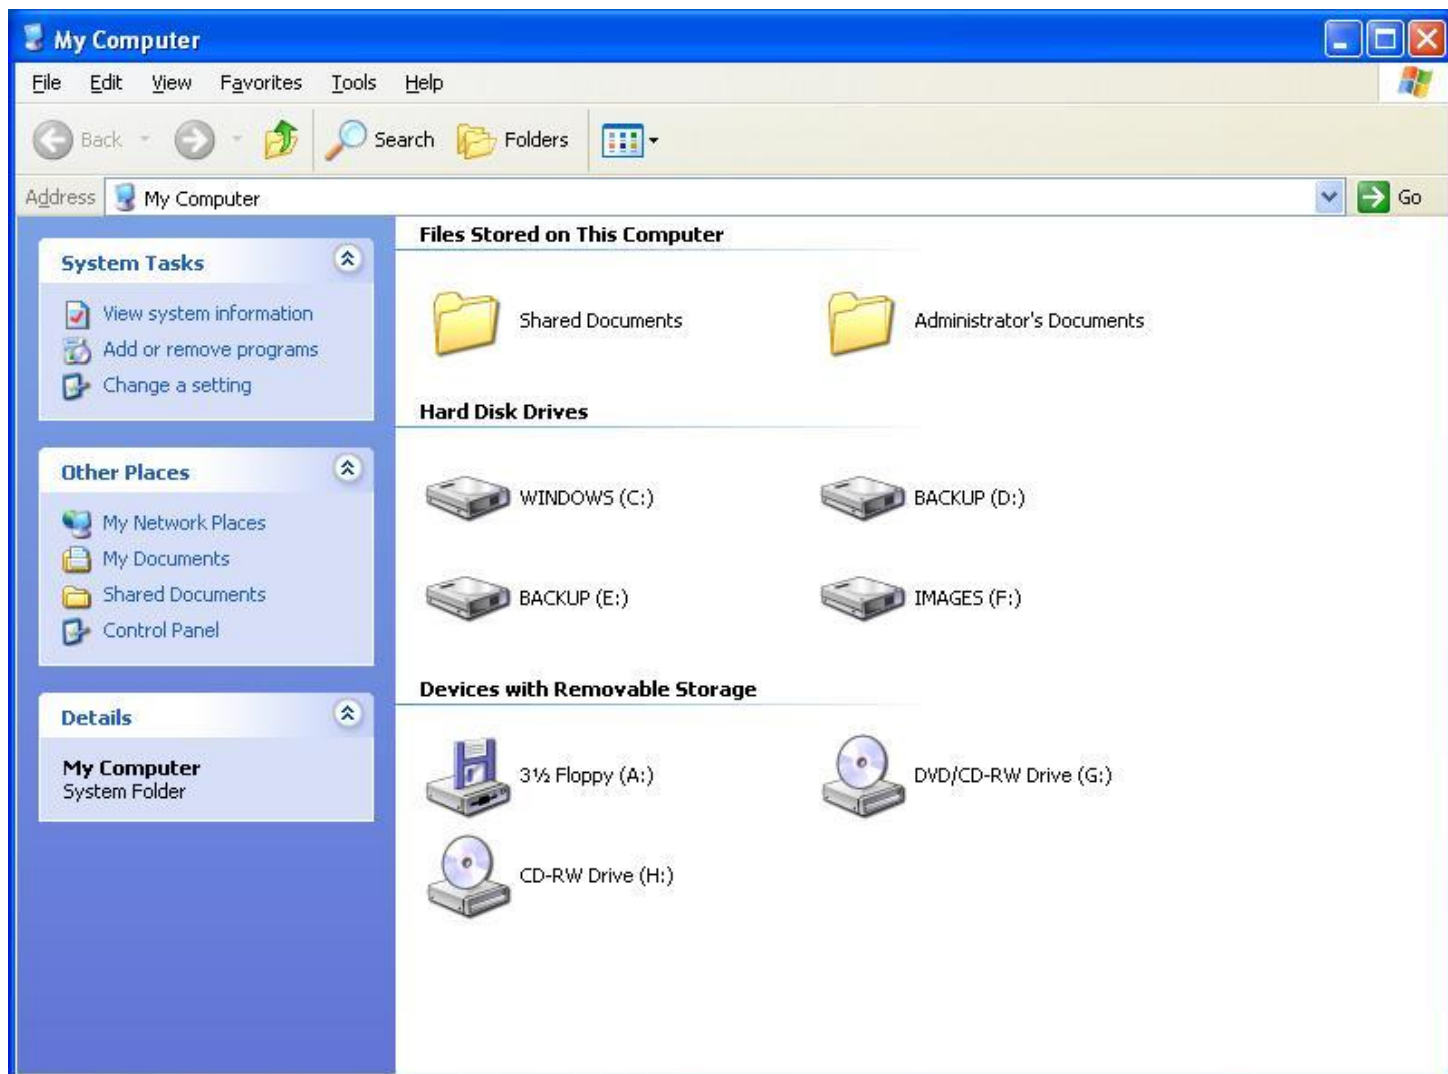 My Computer
File Edit View Favorites Tools Help
Back Search Folders
Address My Computer Go
System Tasks
View system information
Add or remove programs
Change a setting
Other Places
My Network Places
My Documents
Shared Documents
Control Panel
Details
My Computer
System Folder
Files Stored on This Computer
Shared Documents Administrator's Documents
Hard Disk Drives
WINDOWS (C:) BACKUP (D:)
BACKUP (E:) IMAGES (F:)
Devices with Removable Storage
3½ Floppy (A:) DVD/CD-RW Drive (G:)
CD-RW Drive (H:)